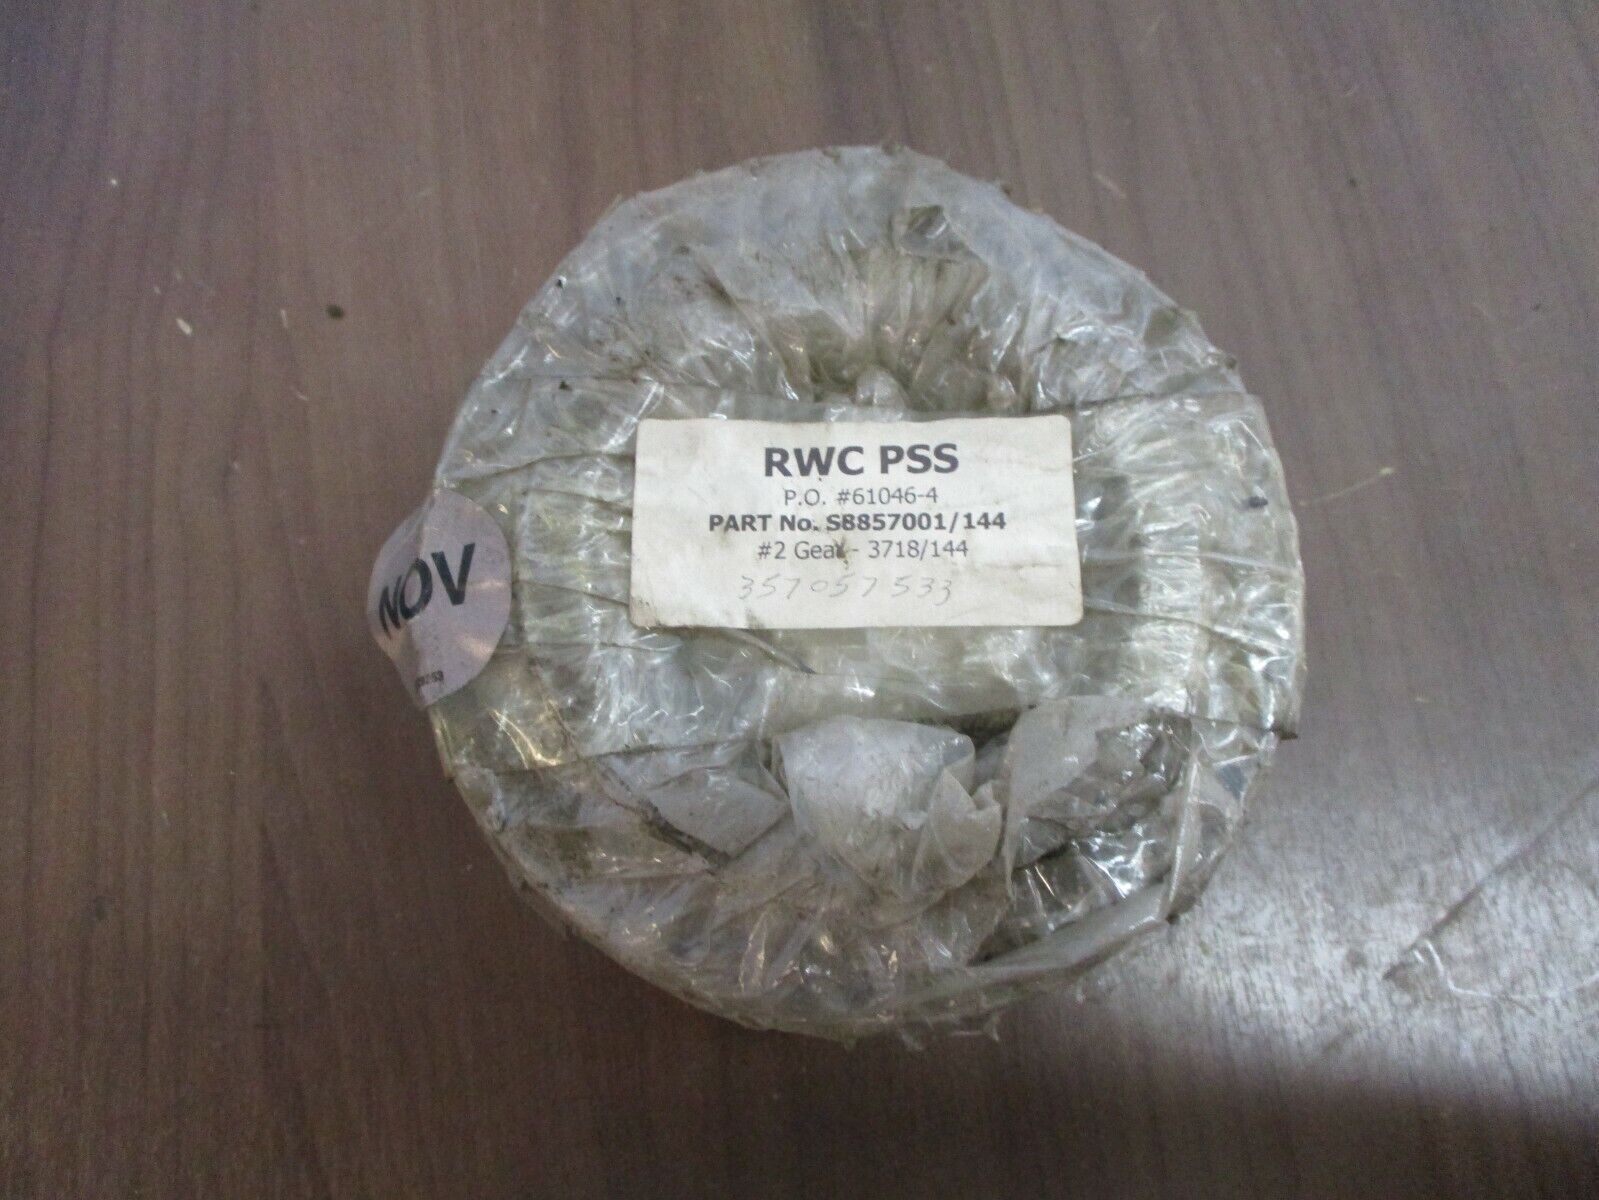 RWC PSS
P.O. #61046-4
PART No. S8857001/144
#2 Gear - 3718/144
357057533
NOV